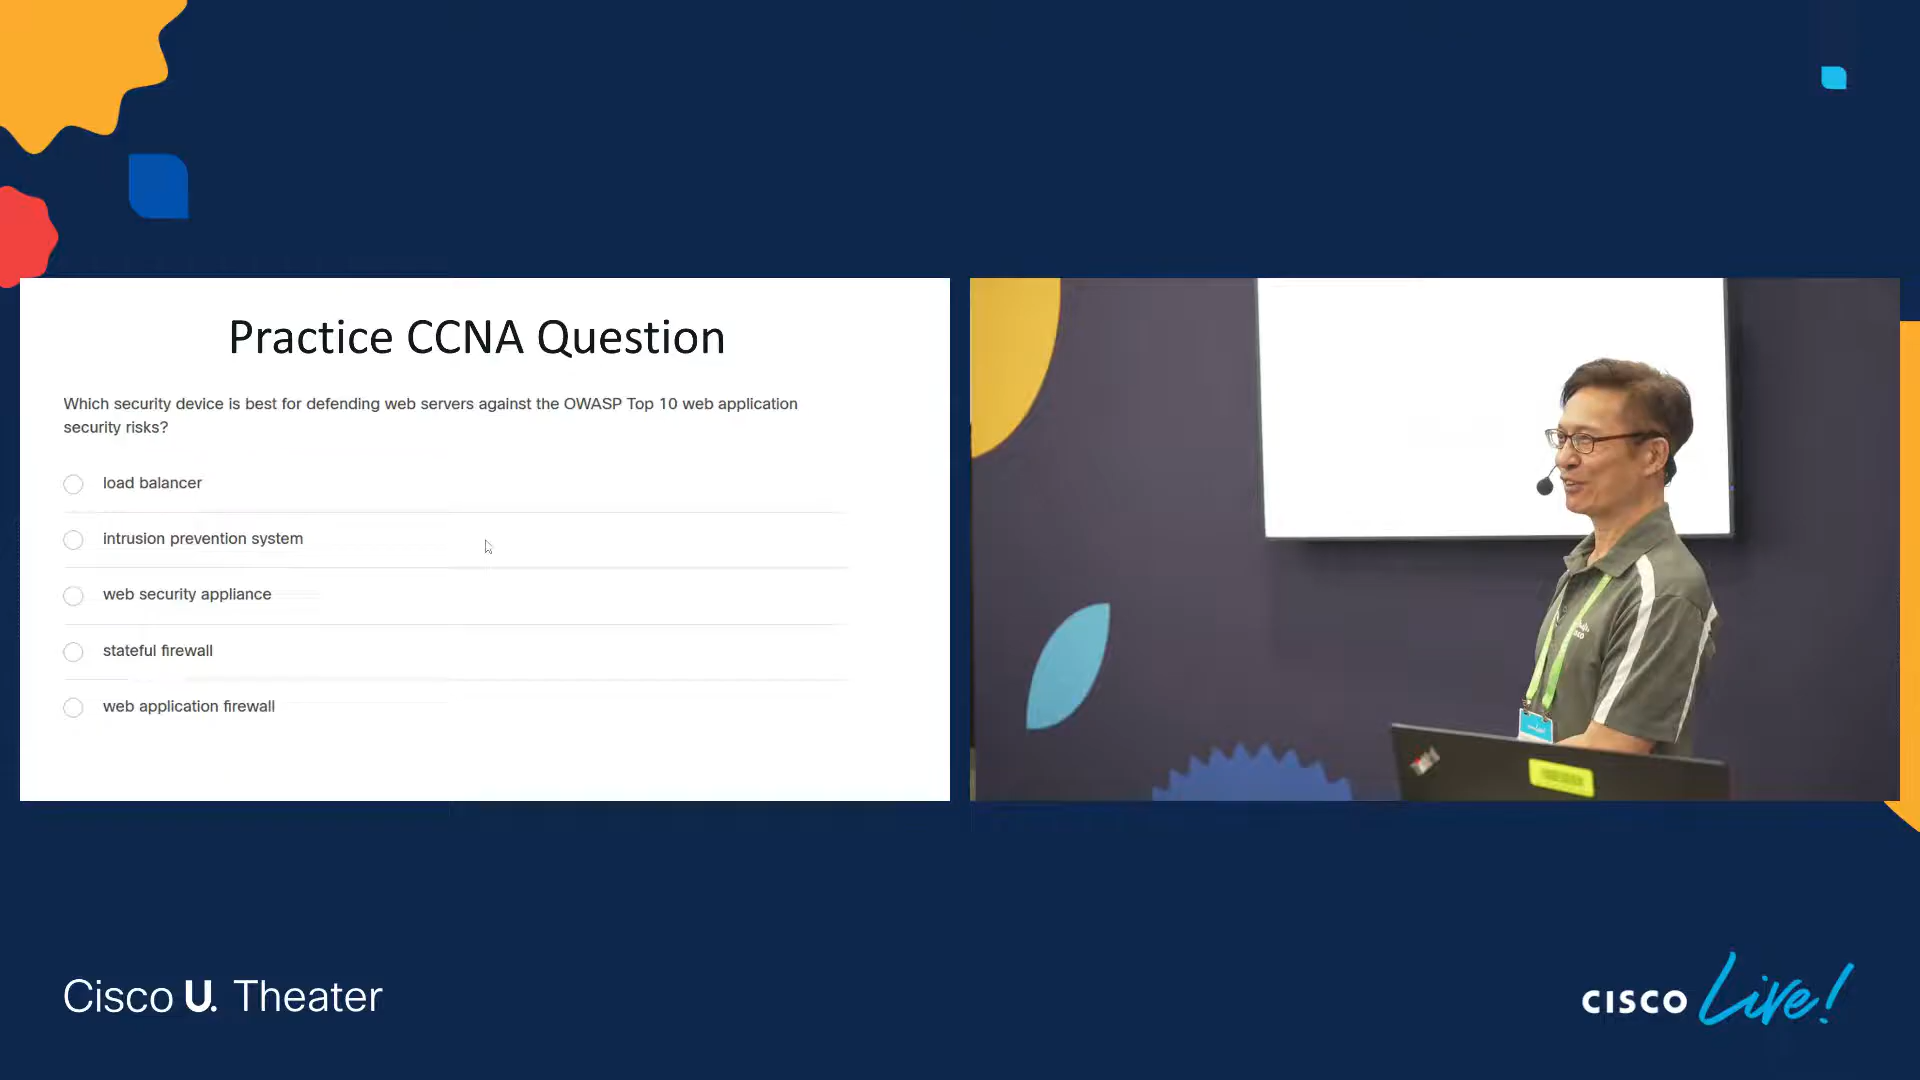 Practice CCNA Question
Which security device is best for defending web servers against the OWASP Top 10 web application
security risks?
load balancer
intrusion prevention system
web security appliance
stateful firewall
web application firewall
Cisco U. Theater
CISCO Live!